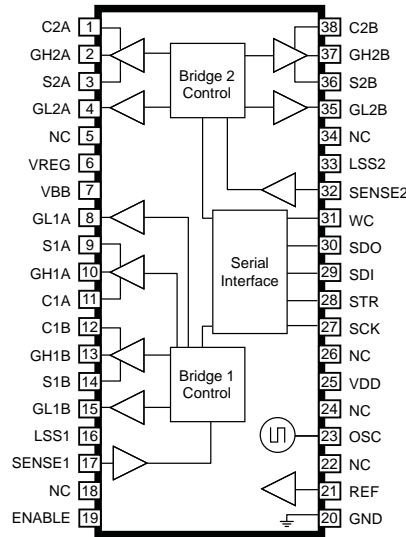 C2A 1
GH2A 2
S2A 3
GL2A 4
NC 5
VREG 6
VBB 7
GL1A 8
S1A 9
GH1A 10
C1A 11
C1B 12
GH1B 13
S1B 14
GL1B 15
LSS1 16
SENSE1 17
NC 18
ENABLE 19
Bridge 2
Control
Serial
Interface
Bridge 1
Control
38 C2B
37 GH2B
36 S2B
35 GL2B
34 NC
33 LSS2
32 SENSE2
31 WC
30 SDO
29 SDI
28 STR
27 SCK
26 NC
25 VDD
24 NC
23 OSC
22 NC
21 REF
20 GND